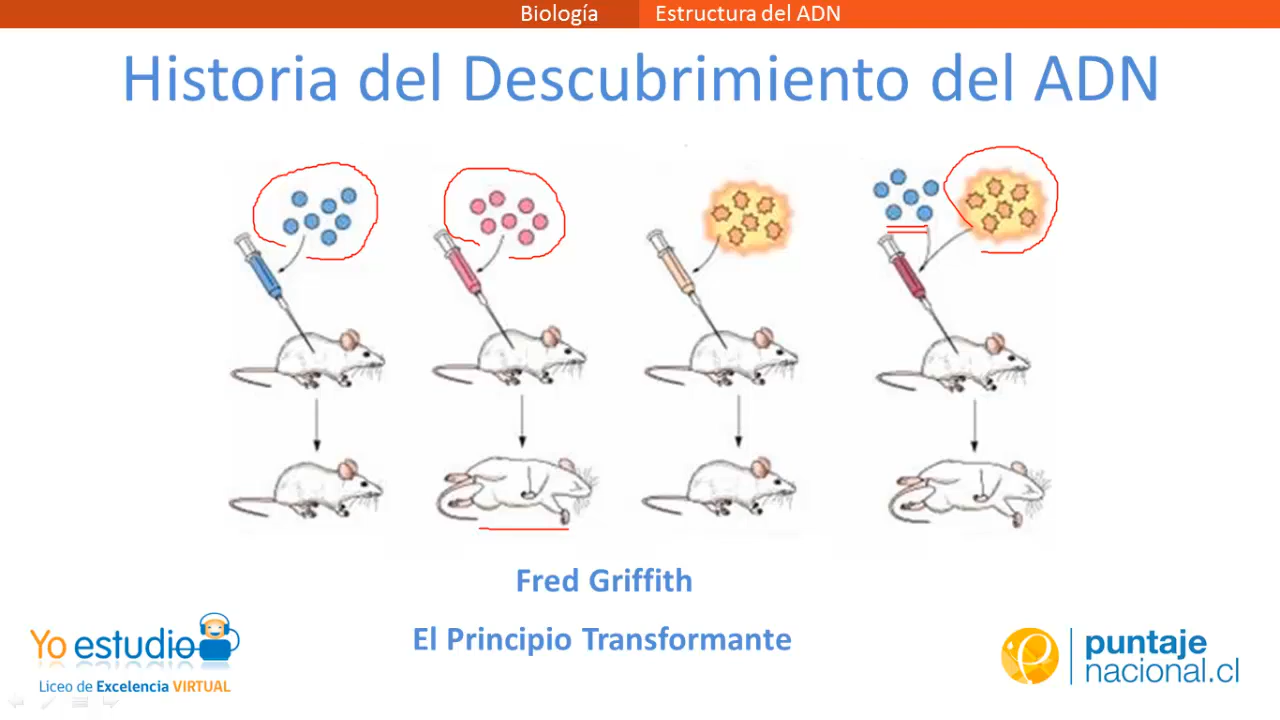 Biología Estructura del ADN
Historia del Descubrimiento del ADN
Fred Griffith
El Principio Transformante
Yo estudio
Liceo de Excelencia VIRTUAL
puntaje
nacional.cl